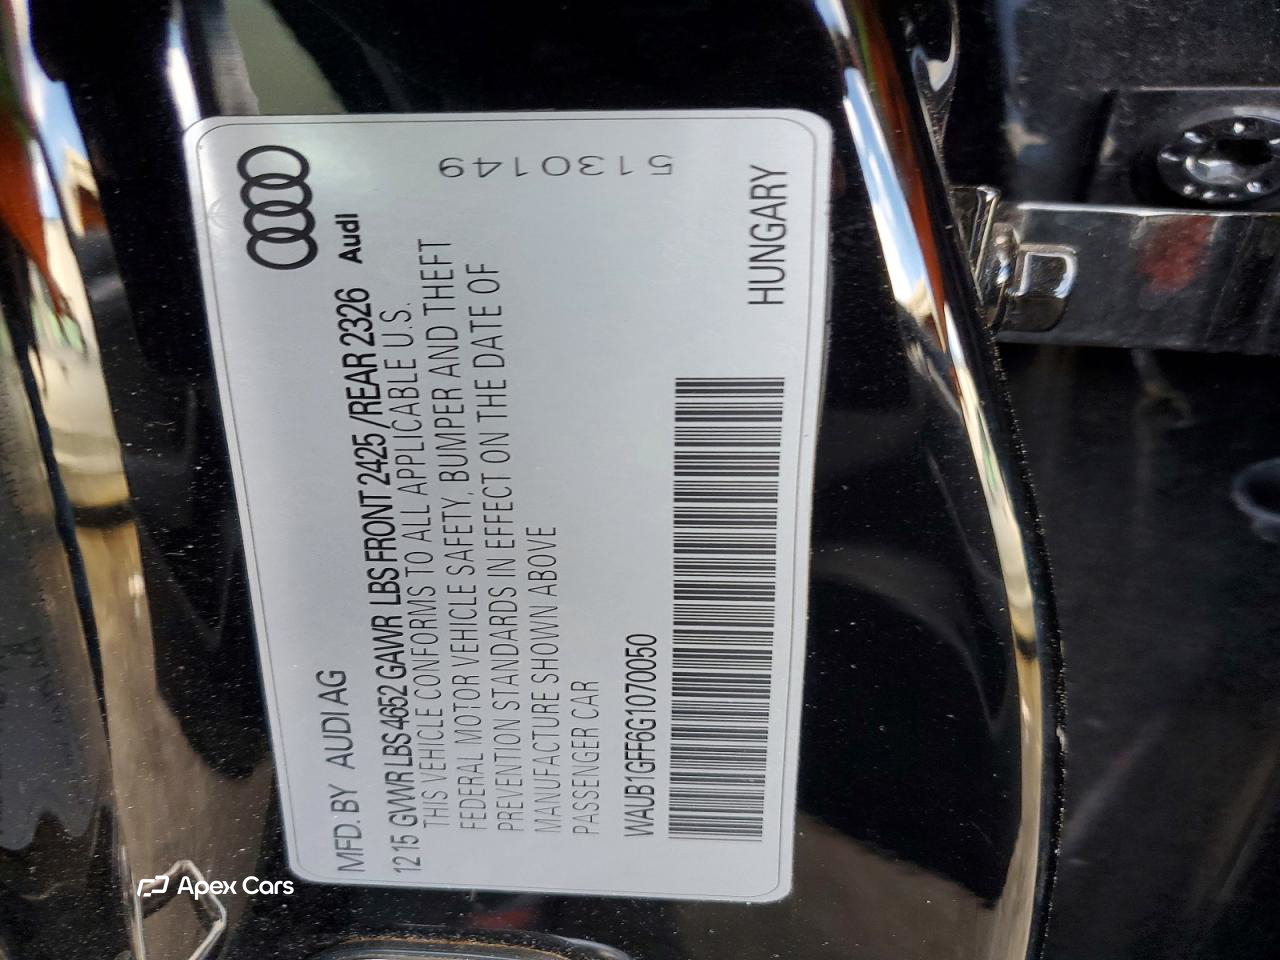 MFD. BY AUDI AG
Audi
1215 GVWR LBS 4652 GAWR LBS FRONT 2425 /REAR 2326
THIS VEHICLE CONFORMS TO ALL APPLICABLE U.S.
FEDERAL MOTOR VEHICLE SAFETY, BUMPER AND THEFT
PREVENTION STANDARDS IN EFFECT ON THE DATE OF
MANUFACTURE SHOWN ABOVE
PASSENGER CAR
WAUB1GFF6G1070050
HUNGARY
5130149
Apex Cars